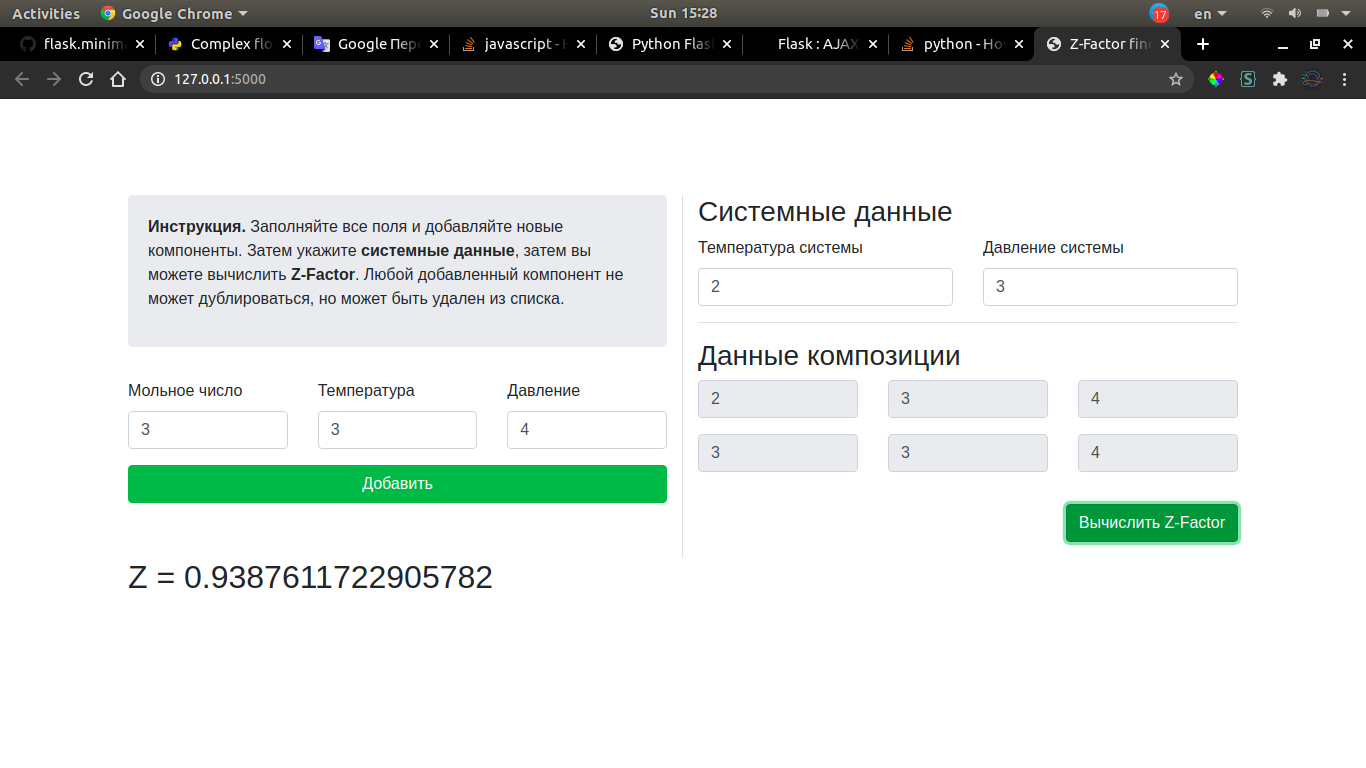 Activities Google Chrome Sun 15:28 17 en
flask.minim Complex flo Google Пер javascript - Python Flas Flask : AJAX python - Ho Z-Factor fin
127.0.0.1:5000
Инструкция. Заполняйте все поля и добавляйте новые
компоненты. Затем укажите системные данные, затем вы
можете вычислить Z-Factor. Любой добавленный компонент не
может дублироваться, но может быть удален из списка.
Мольное число Температура Давление
3 3 4
Добавить
Z = 0.9387611722905782
Системные данные
Температура системы Давление системы
2 3
Данные композиции
2 3 4
3 3 4
Вычислить Z-Factor